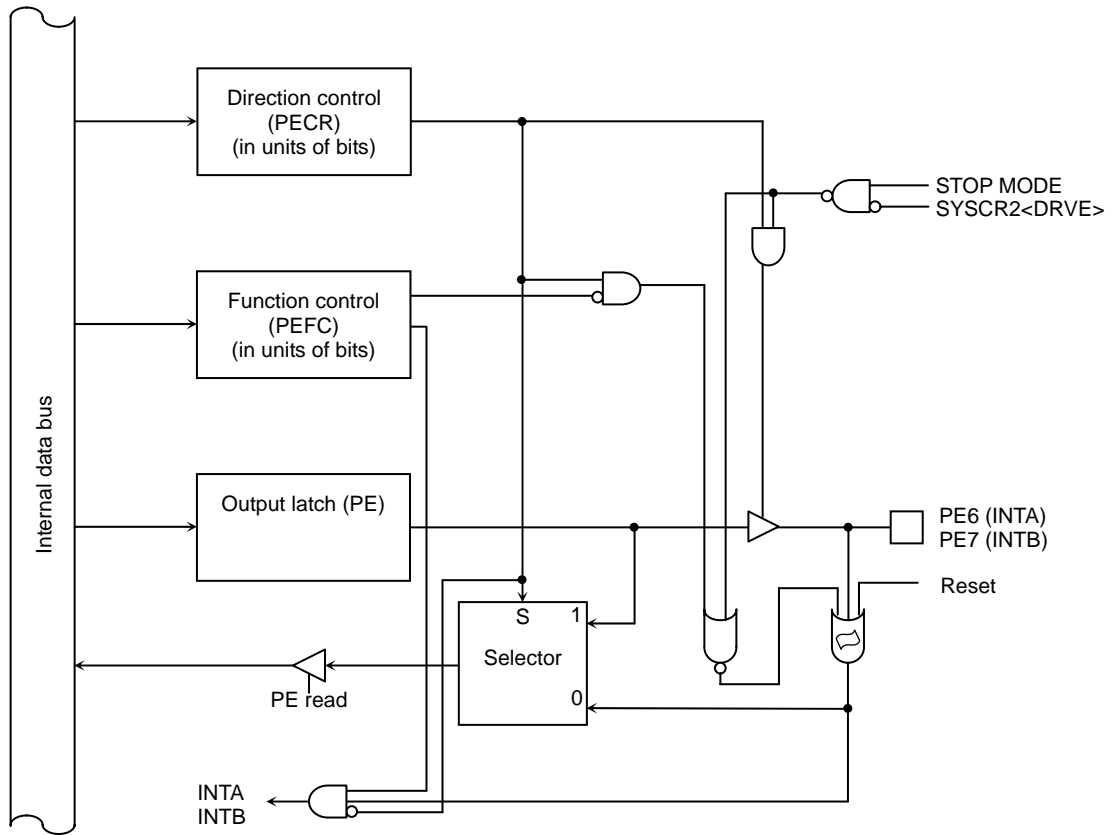 Direction control
(PECR)
(in units of bits)
STOP MODE
SYSCR2<DRVE>
Function control
(PEFC)
(in units of bits)
Internal data bus
Output latch (PE)
PE6 (INTA)
PE7 (INTB)
Reset
S
1
Selector
0
PE read
INTA
INTB